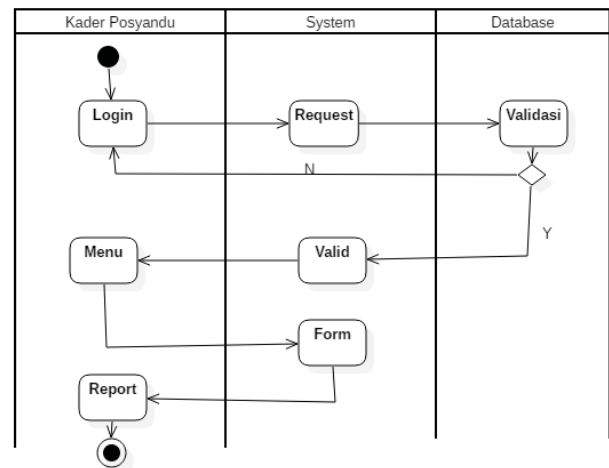 Kader Posyandu
System
Database
Login
Request
Validasi
N
Y
Menu
Valid
Form
Report